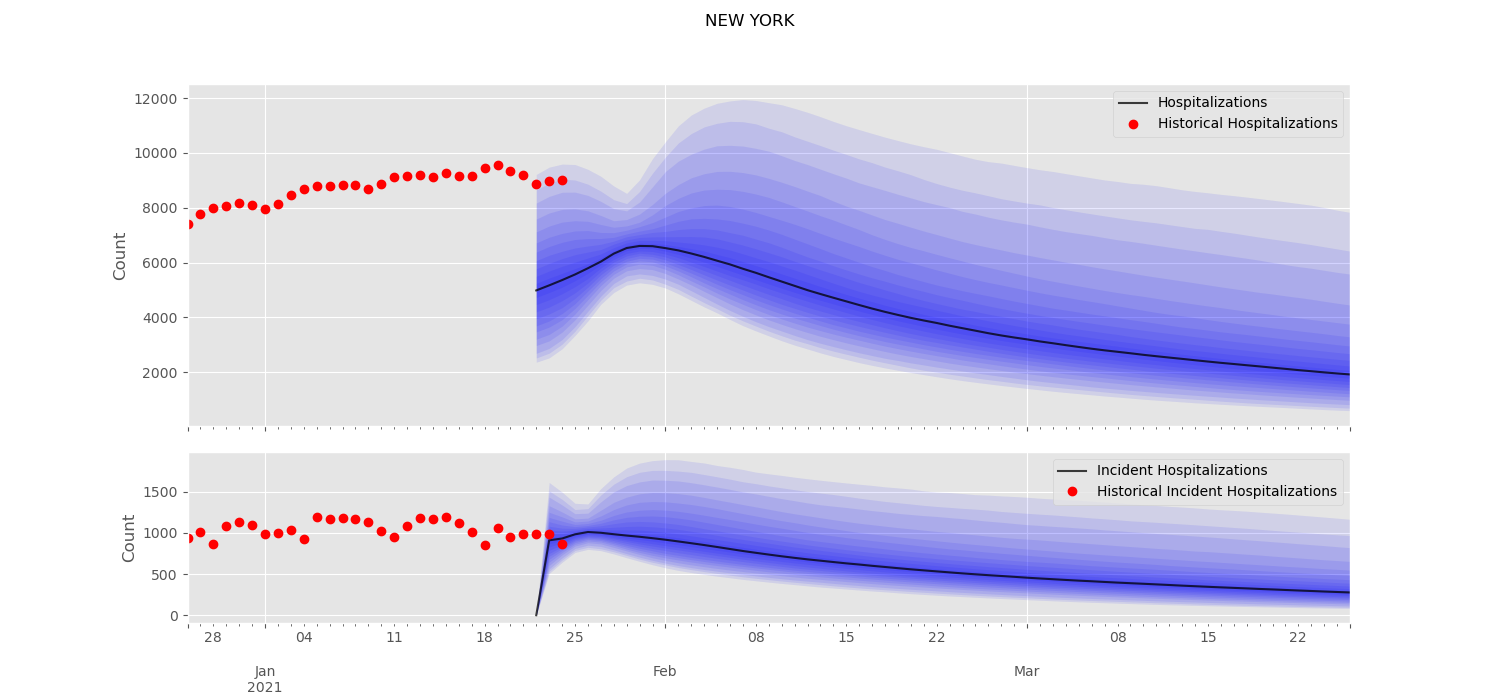 NEW YORK
Hospitalizations
Historical Hospitalizations
12000
10000
8000
6000
4000
2000
Count
Incident Hospitalizations
Historical Incident Hospitalizations
1500
1000
500
0
Count
28 04 11 18 25 08 15 22 08 15 22
Jan Feb Mar
2021